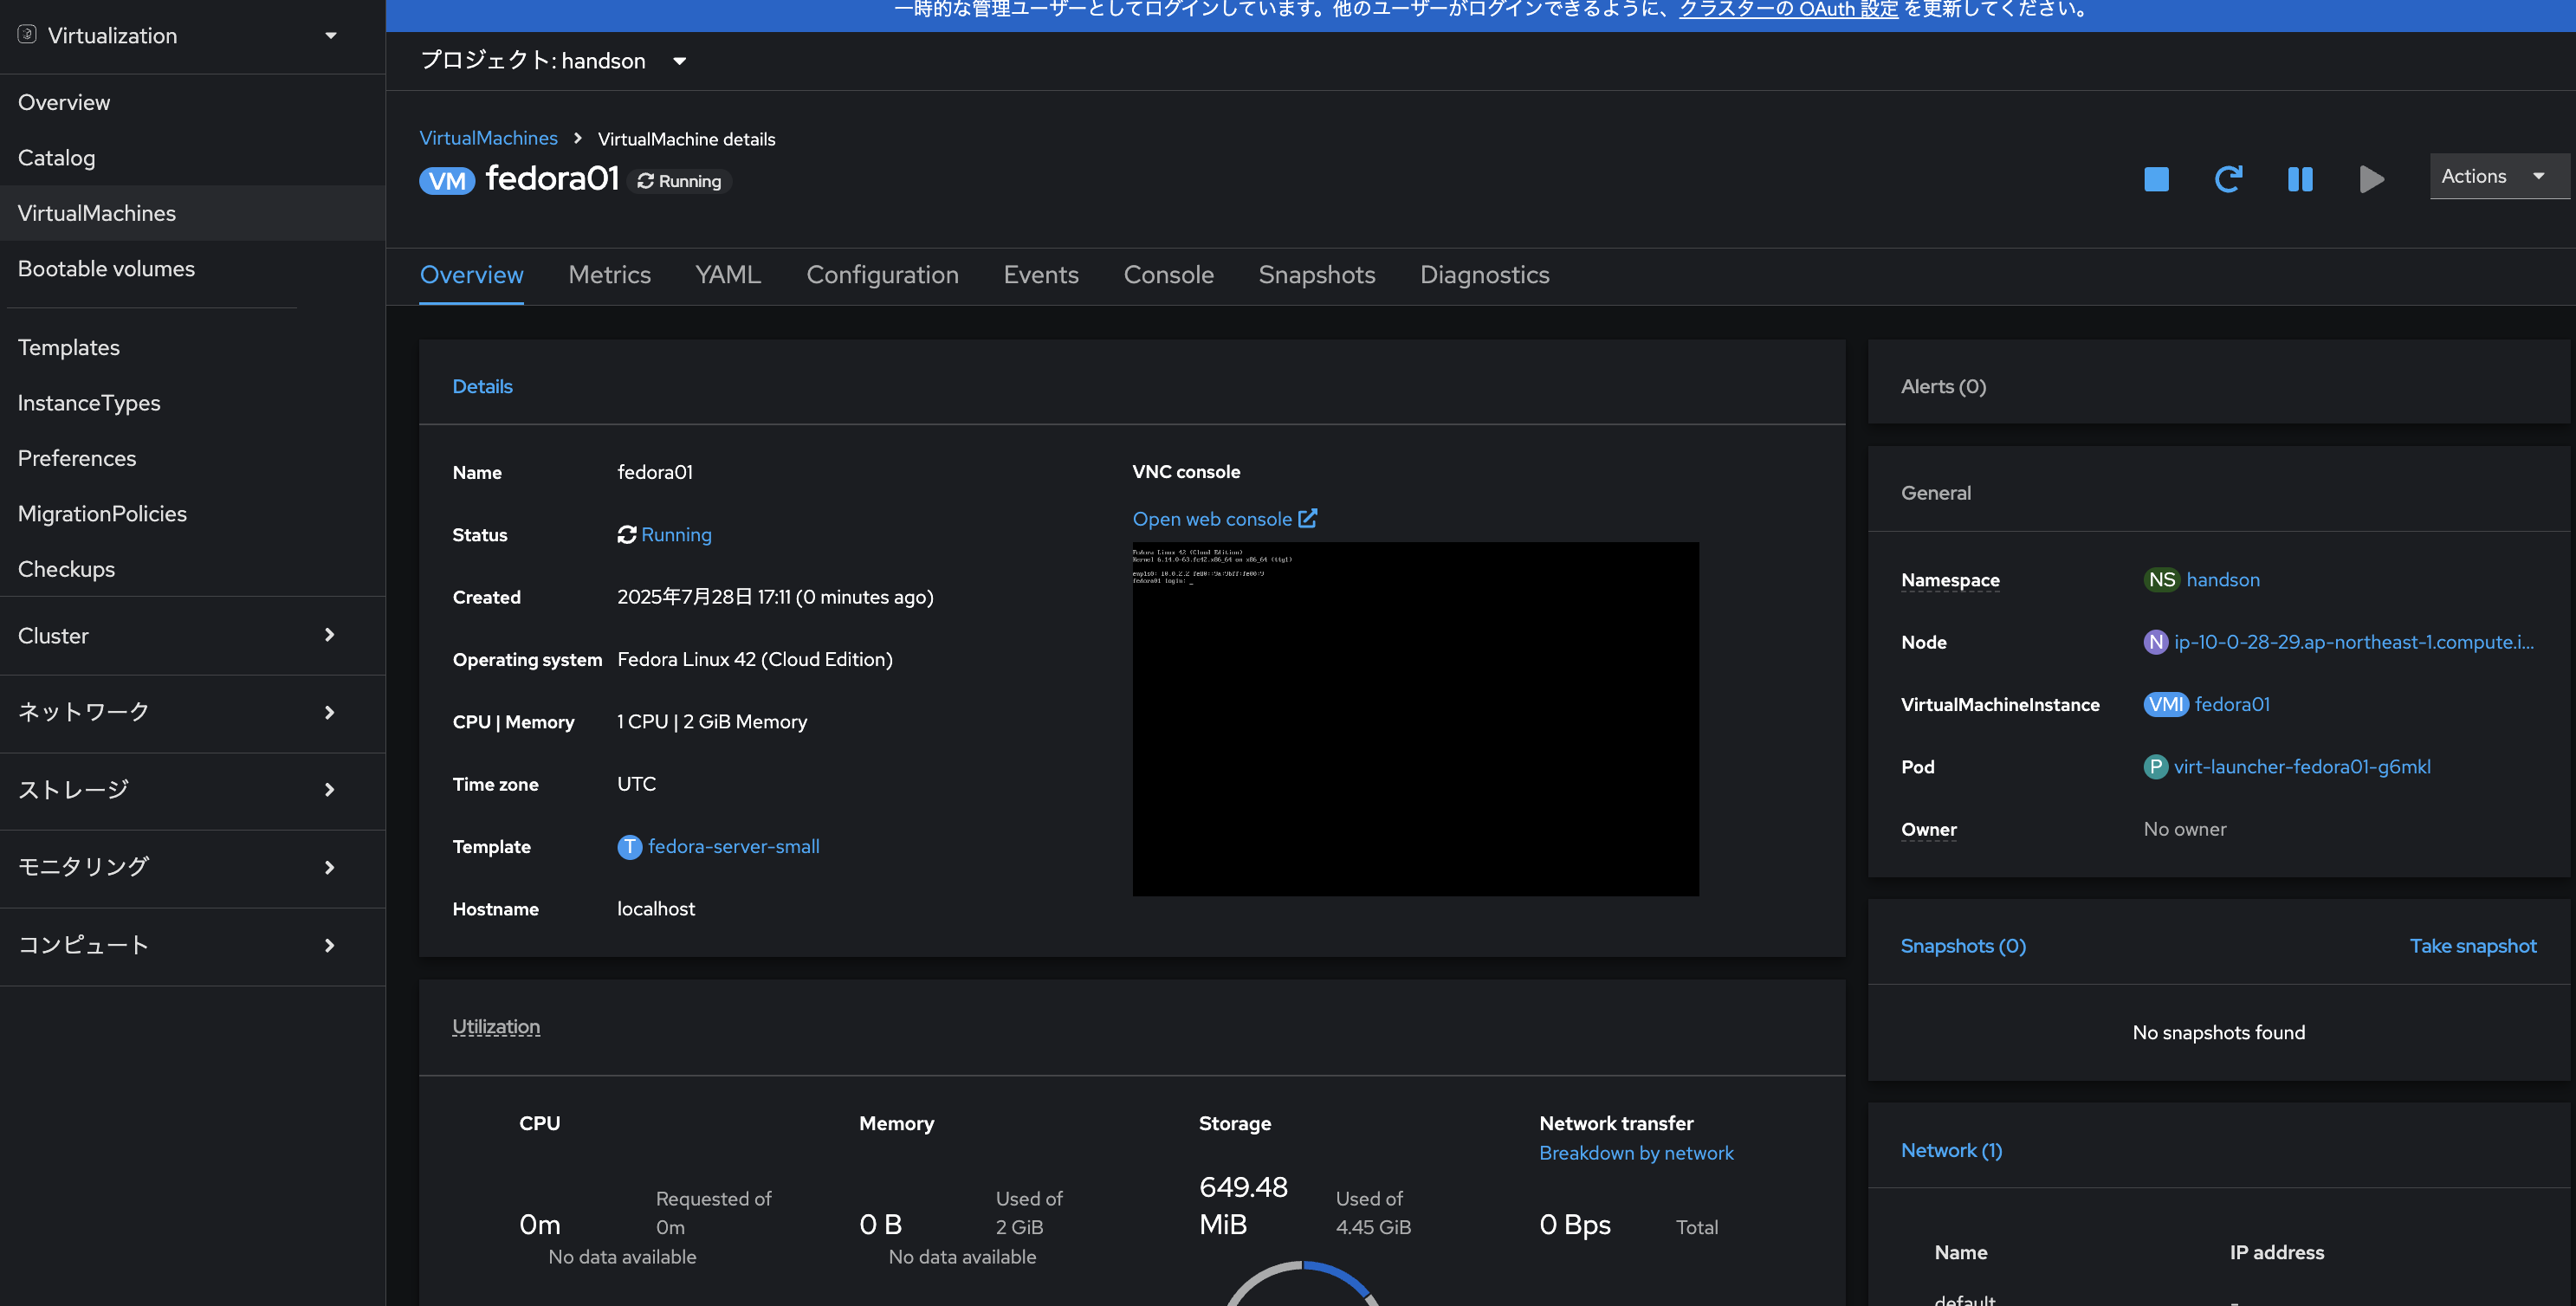 一時的な管理ユーザーとしてログインしています。他のユーザーがログインできるように、クラスターの OAuth 設定 を更新してください。
Virtualization
Overview
Catalog
VirtualMachines
Bootable volumes
Templates
InstanceTypes
Preferences
MigrationPolicies
Checkups
Cluster
ネットワーク
ストレージ
モニタリング
コンピュート
プロジェクト: handson
VirtualMachines > VirtualMachine details
VM fedora01 Running
Actions
Overview Metrics YAML Configuration Events Console Snapshots Diagnostics
Details
Name fedora01
Status Running
Created 2025年7月28日 17:11 (0 minutes ago)
Operating system Fedora Linux 42 (Cloud Edition)
CPU | Memory 1 CPU | 2 GiB Memory
Time zone UTC
Template T fedora-server-small
Hostname localhost
VNC console
Open web console
Fedora Linux 42 (Cloud Edition)
fedora01 login: _
Utilization
CPU
0m
Requested of
0m
No data available
Memory
0 B
Used of
2 GiB
No data available
Storage
649.48
MiB
Used of
4.45 GiB
Network transfer
Breakdown by network
0 Bps Total
Alerts (0)
General
Namespace NS handson
Node N ip-10-0-28-29.ap-northeast-1.compute.i...
VirtualMachineInstance VMI fedora01
Pod P virt-launcher-fedora01-g6mkl
Owner No owner
Snapshots (0) Take snapshot
No snapshots found
Network (1)
Name IP address
default